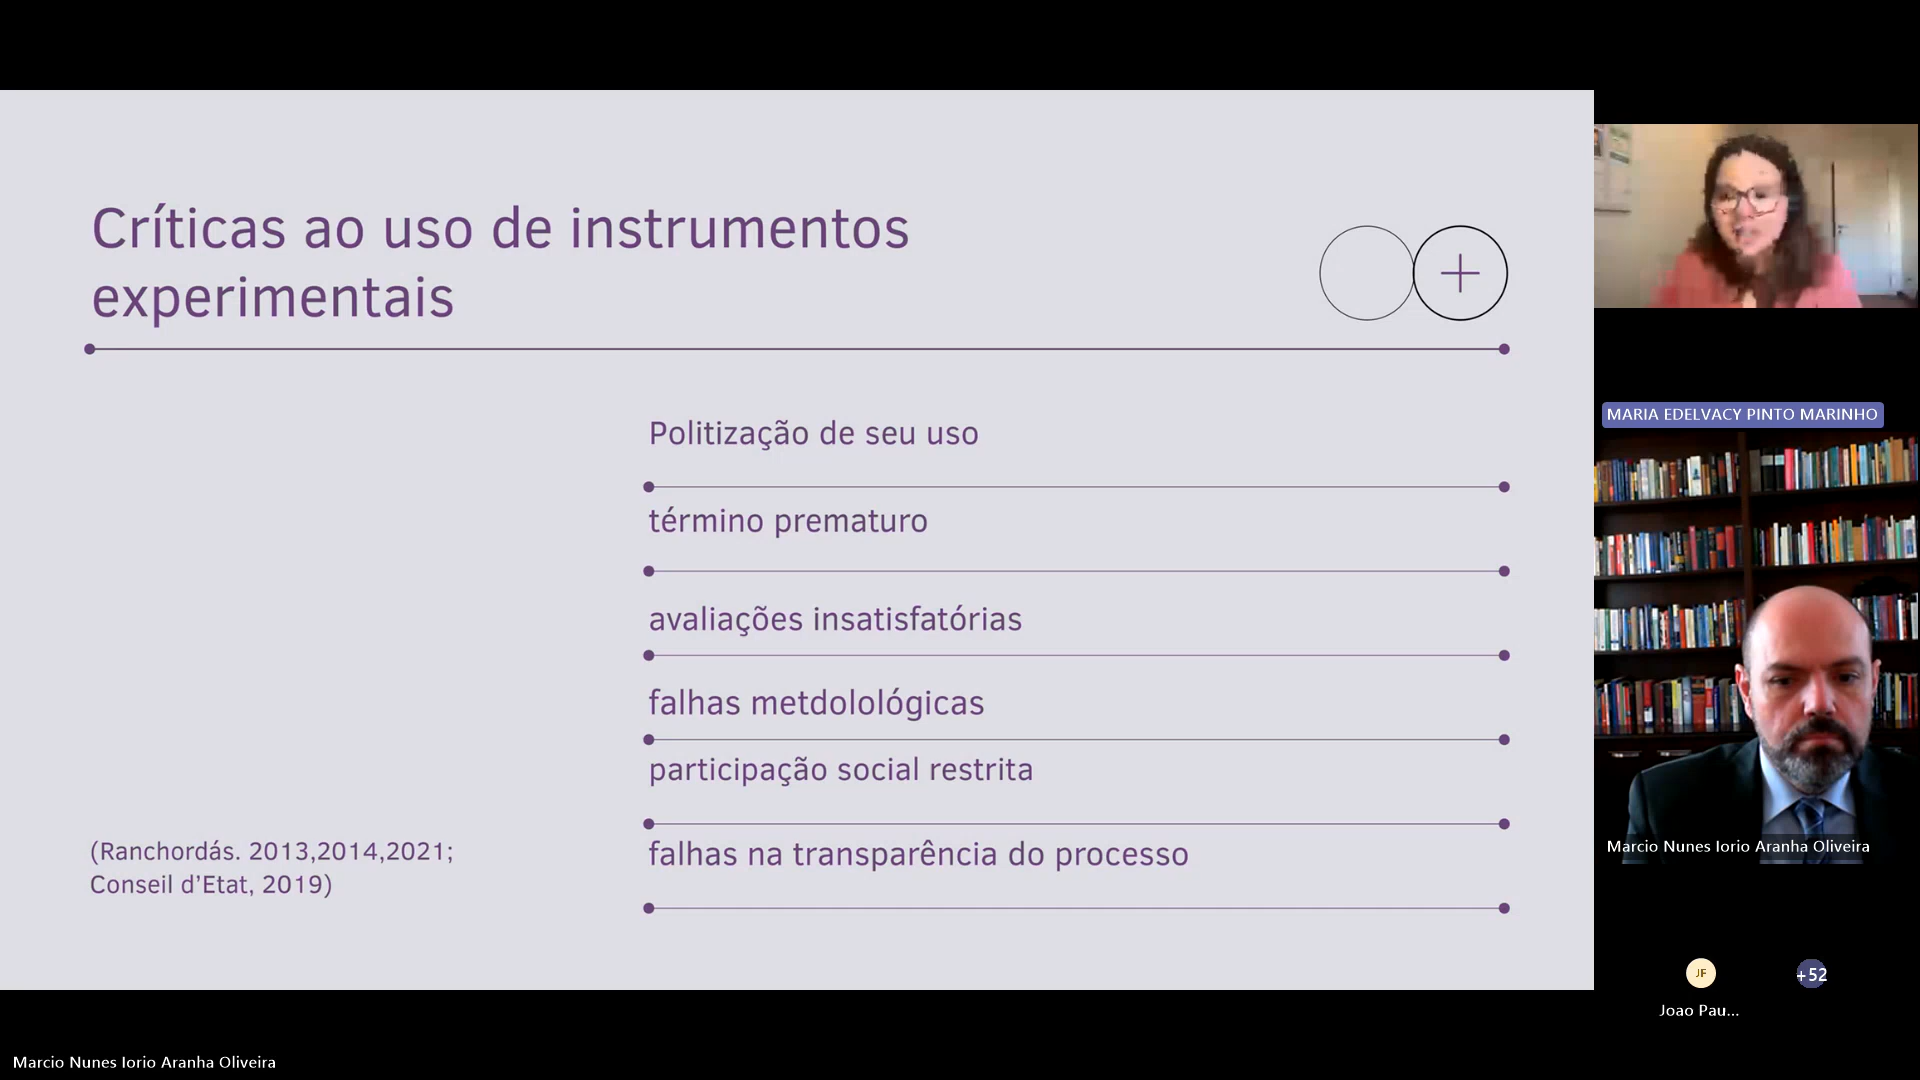 Críticas ao uso de instrumentos
experimentais
Politização de seu uso
término prematuro
avaliações insatisfatórias
falhas metdolológicas
participação social restrita
falhas na transparência do processo
(Ranchordás. 2013,2014,2021;
Conseil d’Etat, 2019)
MARIA EDELVACY PINTO MARINHO
Marcio Nunes Iorio Aranha Oliveira
JF
+52
Joao Pau...
Marcio Nunes Iorio Aranha Oliveira